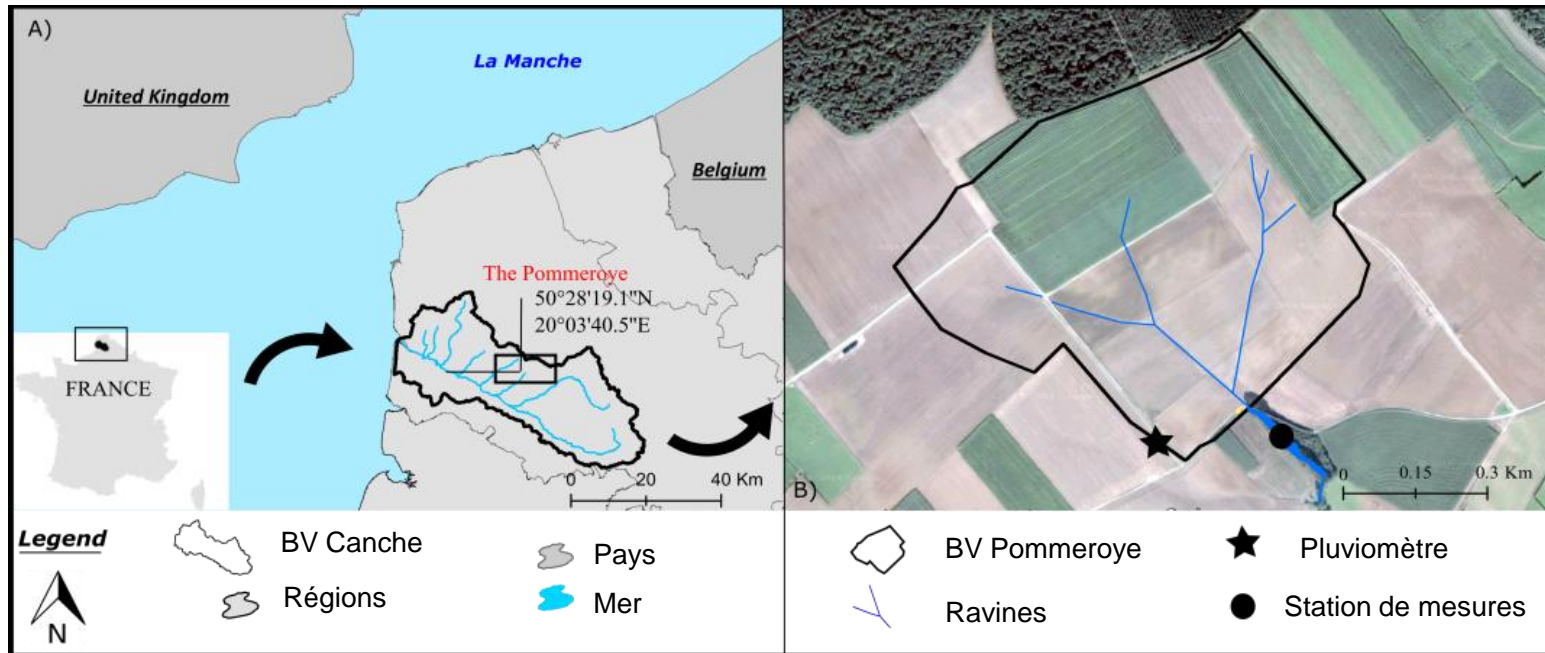 A)
La Manche
United Kingdom
Belgium
The Pommeroye
50°28'19.1"N
20°03'40.5"E
FRANCE
0 20 40 Km
B)
0 0.15 0.3 Km
Legend
N
BV Canche
Régions
Pays
Mer
BV Pommeroye
Ravines
Pluviomètre
Station de mesures